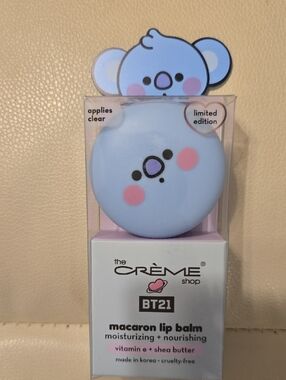 applies
clear
limited
edition
the
CRÈME®
shop
BT21
macaron lip balm
moisturizing + nourishing
vitamin e + shea butter
made in korea • cruelty-free